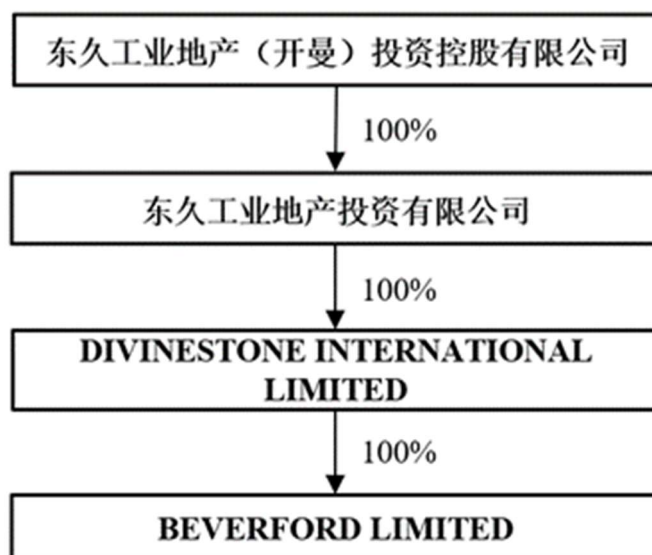 东久工业地产（开曼）投资控股有限公司
100%
东久工业地产投资有限公司
100%
DIVINESTONE INTERNATIONAL
LIMITED
100%
BEVERFORD LIMITED